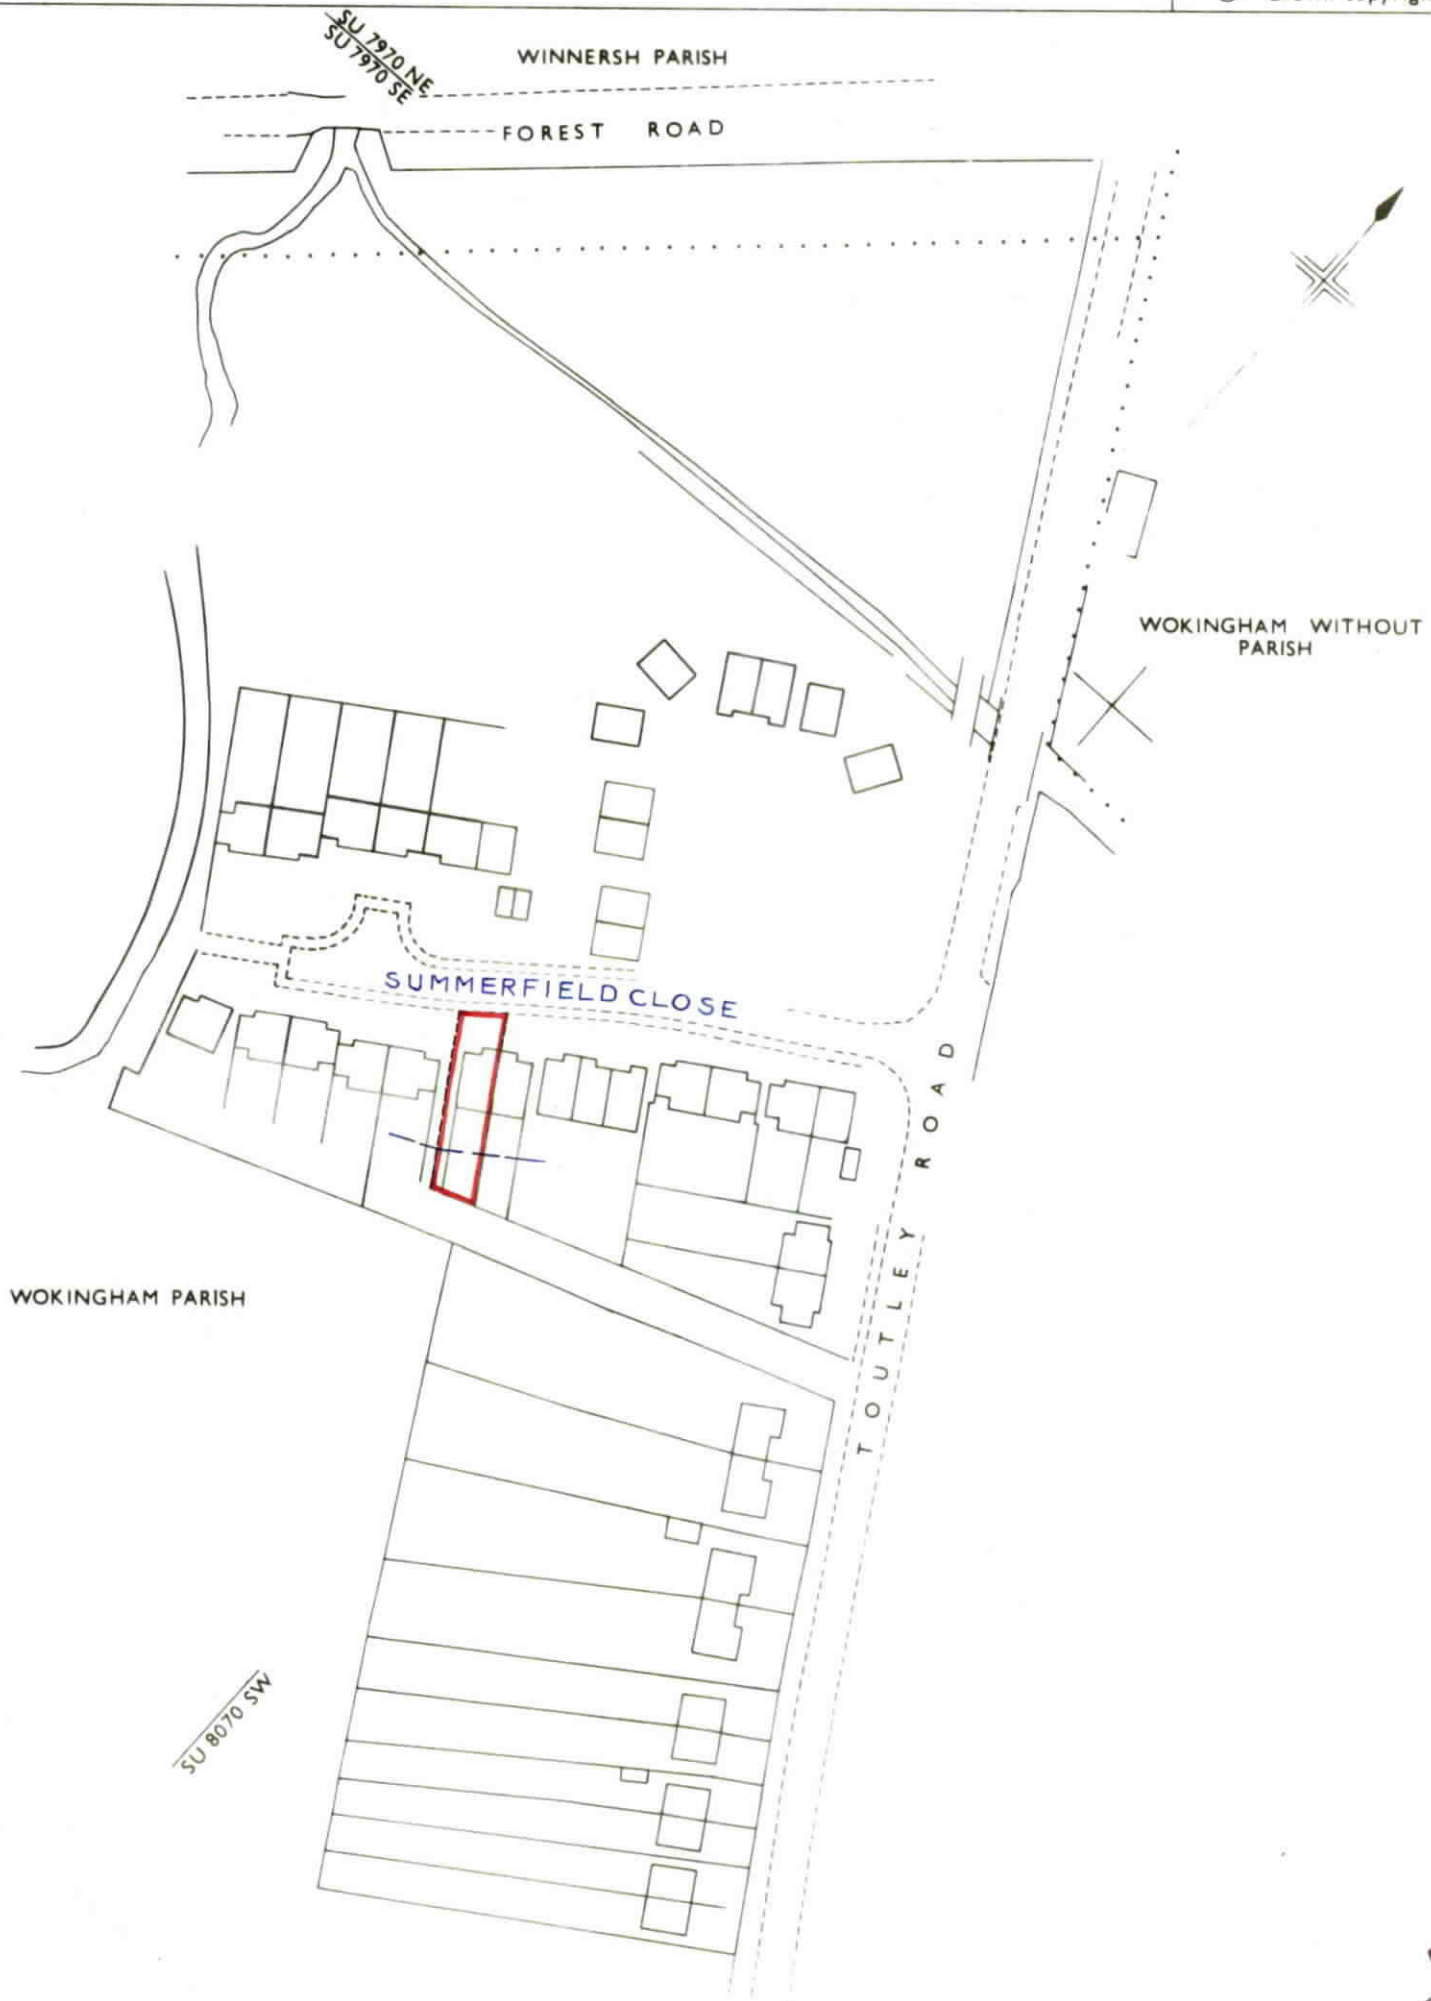 SU 7970 NE
SU 7970 SE
WINNERSH PARISH
FOREST ROAD
WOKINGHAM WITHOUT
PARISH
SUMMERFIELD CLOSE
TOUTLEY ROAD
WOKINGHAM PARISH
SU 8070 SW